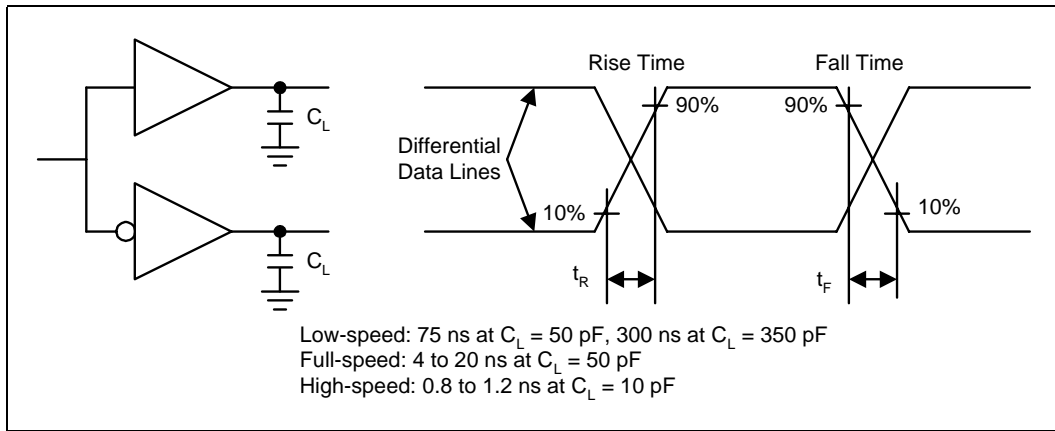 Rise Time
Fall Time
C_L
90%
90%
Differential
Data Lines
10%
10%
C_L
t_R
t_F
Low-speed: 75 ns at C_L = 50 pF, 300 ns at C_L = 350 pF
Full-speed: 4 to 20 ns at C_L = 50 pF
High-speed: 0.8 to 1.2 ns at C_L = 10 pF